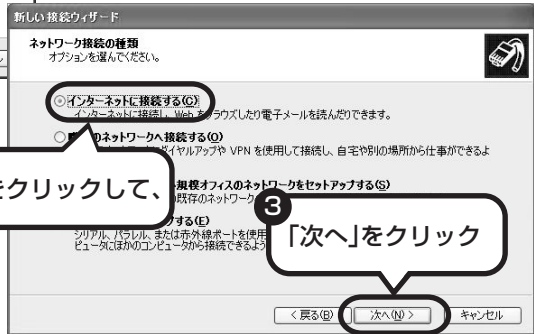 新しい接続ウィザード
ネットワーク接続の種類
オプションを選んでください。
インターネットに接続する(C)
インターネットに接続し、Web をブラウズしたり電子メールを読んだりできます。
のネットワークへ接続する(O)
イヤルアップや VPN を使用して接続し、自宅や別の場所から仕事ができるよ
をクリックして、
規模オフィスのネットワークをセットアップする(S)
の既存のネットワーク
する(E)
シリアル、パラレル、または赤外線ポートを使用
ピュータにほかのコンピュータから接続できるよう
❸
「次へ」をクリック
< 戻る(B)
次へ(N) >
キャンセル